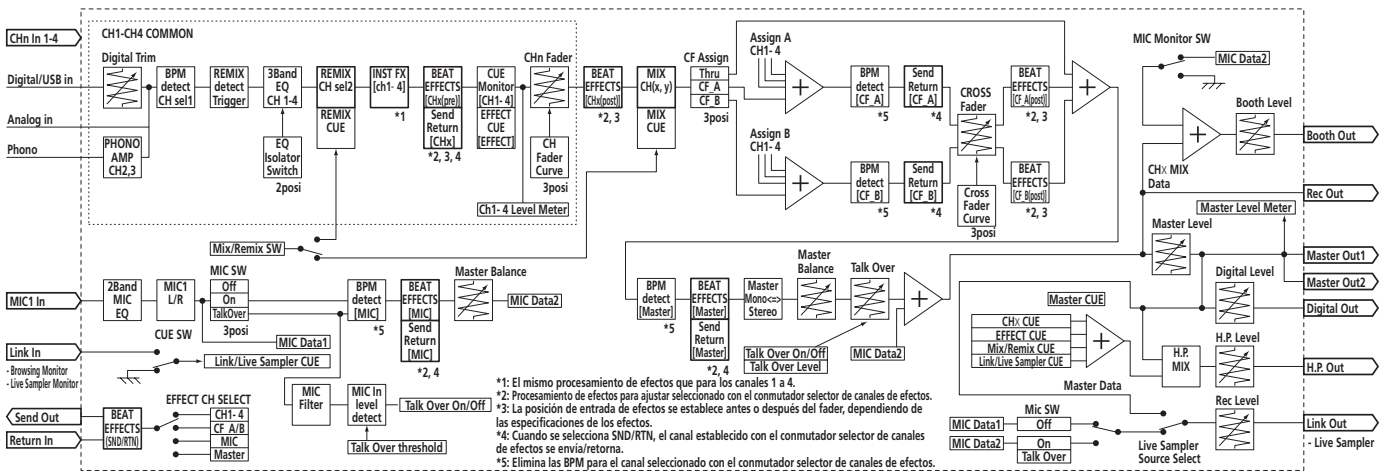 CHn In 1-4
Digital/USB in
Analog in
Phono
CH1-CH4 COMMON
Digital Trim
PHONO
AMP
CH2,3
BPM
detect
CH sel1
REMIX
detect
Trigger
3Band
EQ
CH 1-4
EQ
Isolator
Switch
2posi
REMIX
CH sel2
REMIX
CUE
INST FX
[ch1- 4]
*1
BEAT
EFFECTS
[CHx(pre)]
Send
Return
[CHx]
*2, 3, 4
CUE
Monitor
[CH1- 4]
EFFECT
CUE
[EFFECT]
CHn Fader
CH
Fader
Curve
3posi
Ch1- 4 Level Meter
BEAT
EFFECTS
[CHx(post)]
*2, 3
MIX
CH(x, y)
MIX
CUE
CF Assign
Thru
CF_A
CF_B
3posi
Assign A
CH1- 4
+
Assign B
CH1- 4
+
BPM
detect
[CF_A]
*5
Send
Return
[CF_A]
*4
BPM
detect
[CF_B]
*5
Send
Return
[CF_B]
*4
CROSS
Fader
Cross
Fader
Curve
3posi
BEAT
EFFECTS
[CF_A(post)]
*2, 3
BEAT
EFFECTS
[CF_B(post)]
*2, 3
+
MIC Monitor SW
MIC Data2
Booth Level
+
CHX MIX
Data
Booth Out
Rec Out
Master Level Meter
Master Level
Master Out1
Master Out2
Digital Level
Digital Out
Mix/Remix SW
MIC1 In
2Band
MIC
EQ
MIC1
L/R
MIC SW
Off
On
TalkOver
3posi
MIC Data1
BPM
detect
[MIC]
*5
BEAT
EFFECTS
[MIC]
Send
Return
[MIC]
*2, 4
Master Balance
MIC Data2
Link In
- Browsing Monitor
- Live Sampler Monitor
CUE SW
Link/Live Sampler CUE
MIC
Filter
MIC In
level
detect
Talk Over On/Off
Talk Over threshold
Send Out
Return In
BEAT
EFFECTS
(SND/RTN)
EFFECT CH SELECT
CH1- 4
CF A/B
MIC
Master
BPM
detect
[Master]
*5
BEAT
EFFECTS
[Master]
Send
Return
[Master]
*2, 4
Master
Mono<=>
Stereo
Master
Balance
Talk Over
Talk Over On/Off
Talk Over Level
MIC Data2
+
Master CUE
CHX CUE
EFFECT CUE
Mix/Remix CUE
Link/Live Sampler CUE
+
H.P.
MIX
H.P. Level
H.P. Out
Master Data
Mic SW
MIC Data1
Off
MIC Data2
On
Talk Over
Live Sampler
Source Select
Rec Level
Link Out
- Live Sampler
*1: El mismo procesamiento de efectos que para los canales 1 a 4.
*2: Procesamiento de efectos para ajustar seleccionado con el conmutador selector de canales de efectos.
*3: La posición de entrada de efectos se establece antes o después del fader, dependiendo de
las especificaciones de los efectos.
*4: Cuando se selecciona SND/RTN, el canal establecido con el conmutador selector de canales
de efectos se envía/retorna.
*5: Elimina las BPM para el canal seleccionado con el conmutador selector de canales de efectos.